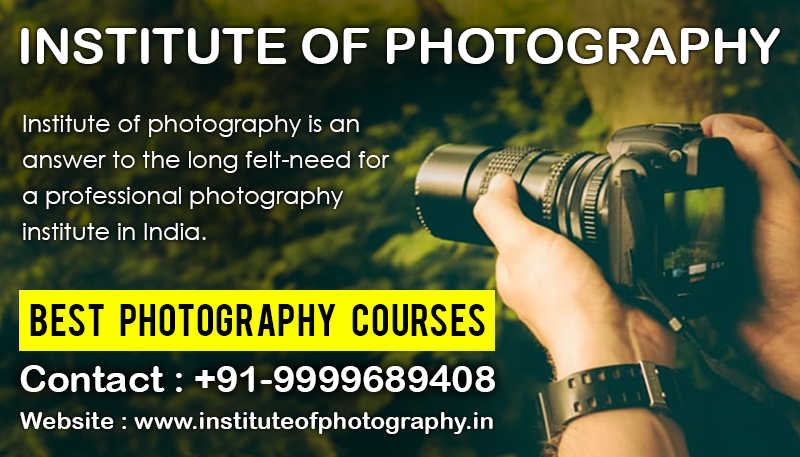 INSTITUTE OF PHOTOGRAPHY
Institute of photography is an
answer to the long felt-need for
a professional photography
institute in India.
BEST PHOTOGRAPHY COURSES
Contact : +91-9999689408
Website : www.instituteofphotography.in